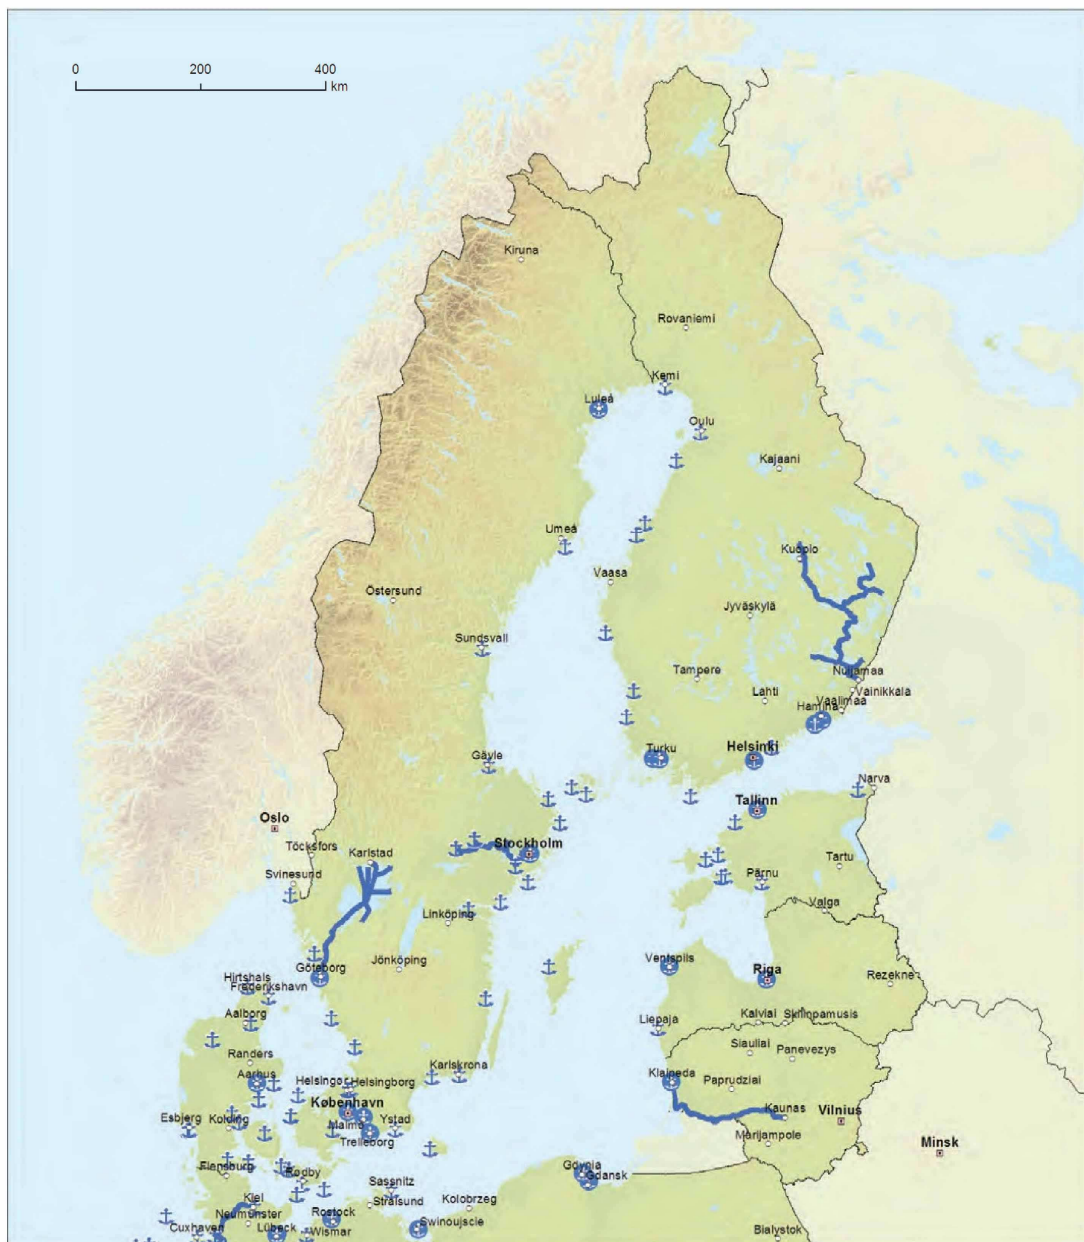 0 200 400
km
Kiruna
Rovaniemi
Kemi
Luleå
Oulu
Kajaani
Umeå
Kuopio
Vaasa
Östersund
Jyväskylä
Sundsvall
Tampere
Nuijamaa
Vainikkala
Lahti
Vaalimaa
Hamina
Turku
Helsinki
Gävle
Narva
Tallinn
Oslo
Töcksfors
Karlstad
Stockholm
Tartu
Svinesund
Pärnu
Linköping
Valga
Göteborg
Jönköping
Ventspils
Riga
Rezekne
Hirtshals
Frederikshavn
Aalborg
Liepaja
Kalviai
Skilinpamusis
Randers
Siauliai
Panevezys
Aarhus
Karlskrona
Klaipeda
Helsingør
Helsingborg
Paprudziai
København
Esbjerg
Kolding
Malmö
Ystad
Kaunas
Vilnius
Trelleborg
Marijampole
Minsk
Flensburg
Rødby
Gdynia
Gdansk
Sassnitz
Kiel
Stralsund
Kolobrzeg
Neumünster
Rostock
Swinoujscie
Cuxhaven
Lübeck
Wismar
Bialystok